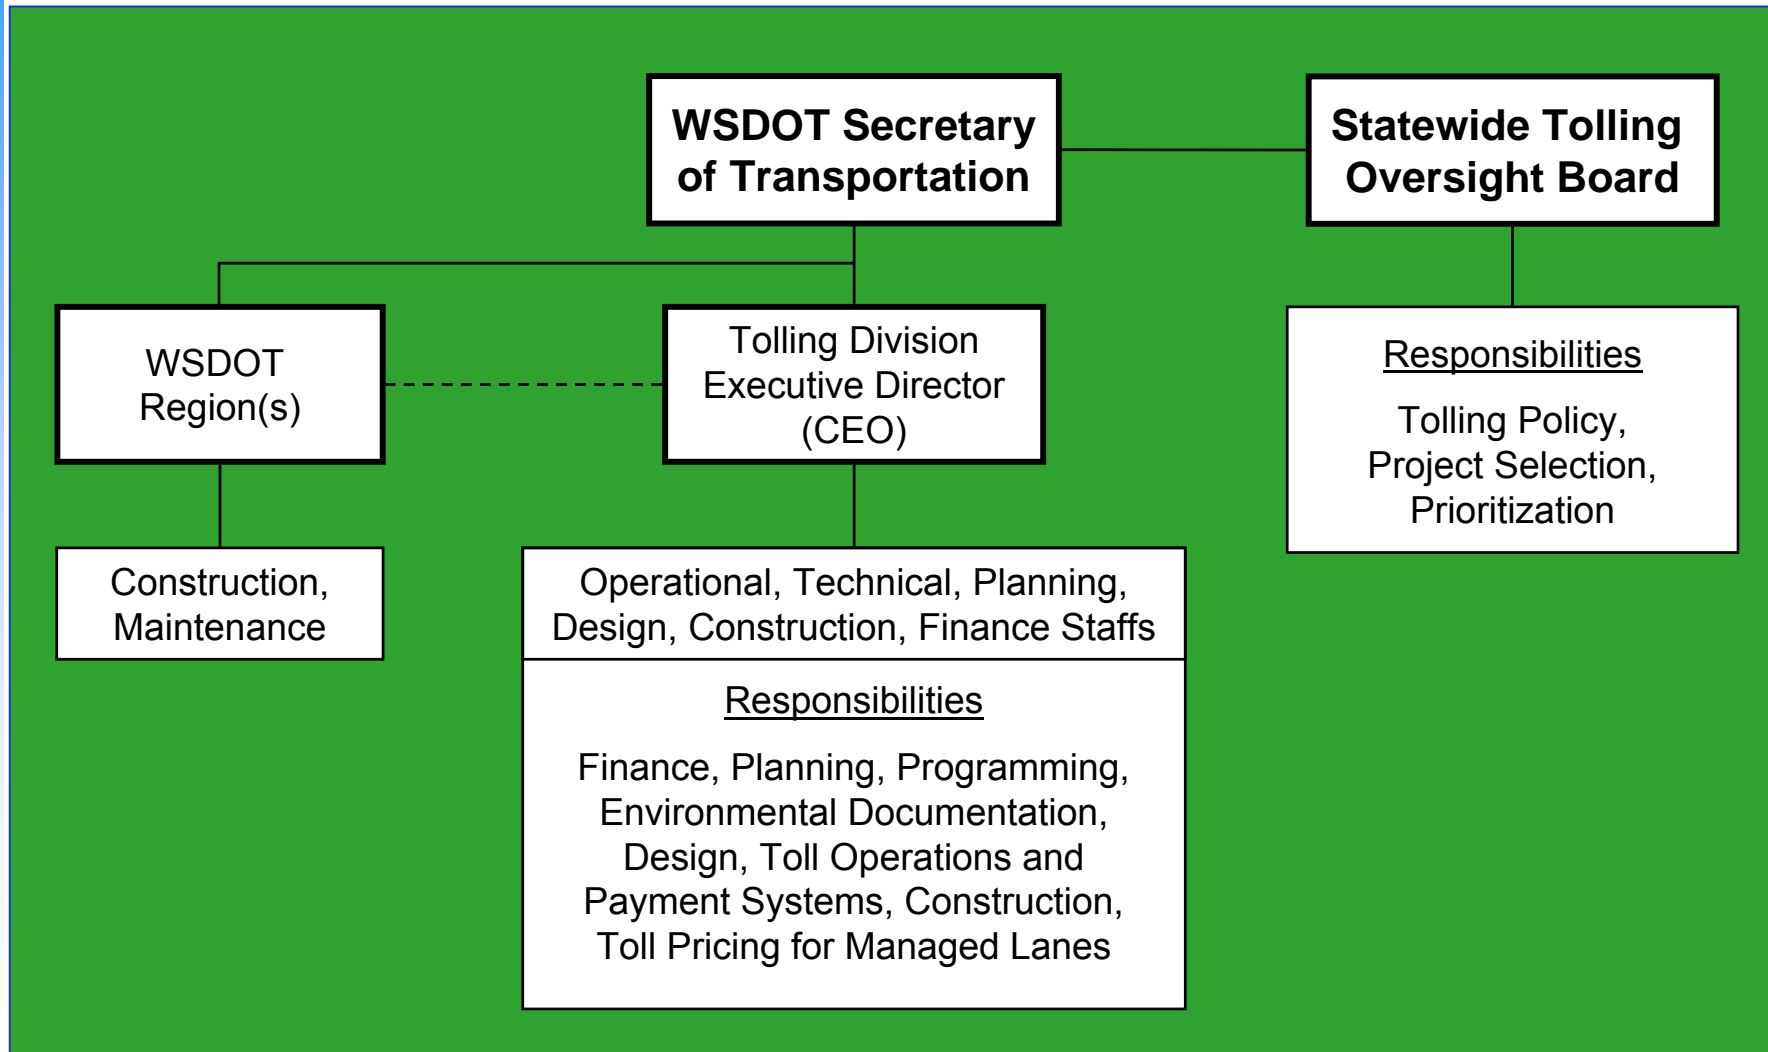 WSDOT Secretary
of Transportation
Statewide Tolling
Oversight Board
WSDOT
Region(s)
Tolling Division
Executive Director
(CEO)
Responsibilities
Tolling Policy,
Project Selection,
Prioritization
Construction,
Maintenance
Operational, Technical, Planning,
Design, Construction, Finance Staffs
Responsibilities
Finance, Planning, Programming,
Environmental Documentation,
Design, Toll Operations and
Payment Systems, Construction,
Toll Pricing for Managed Lanes